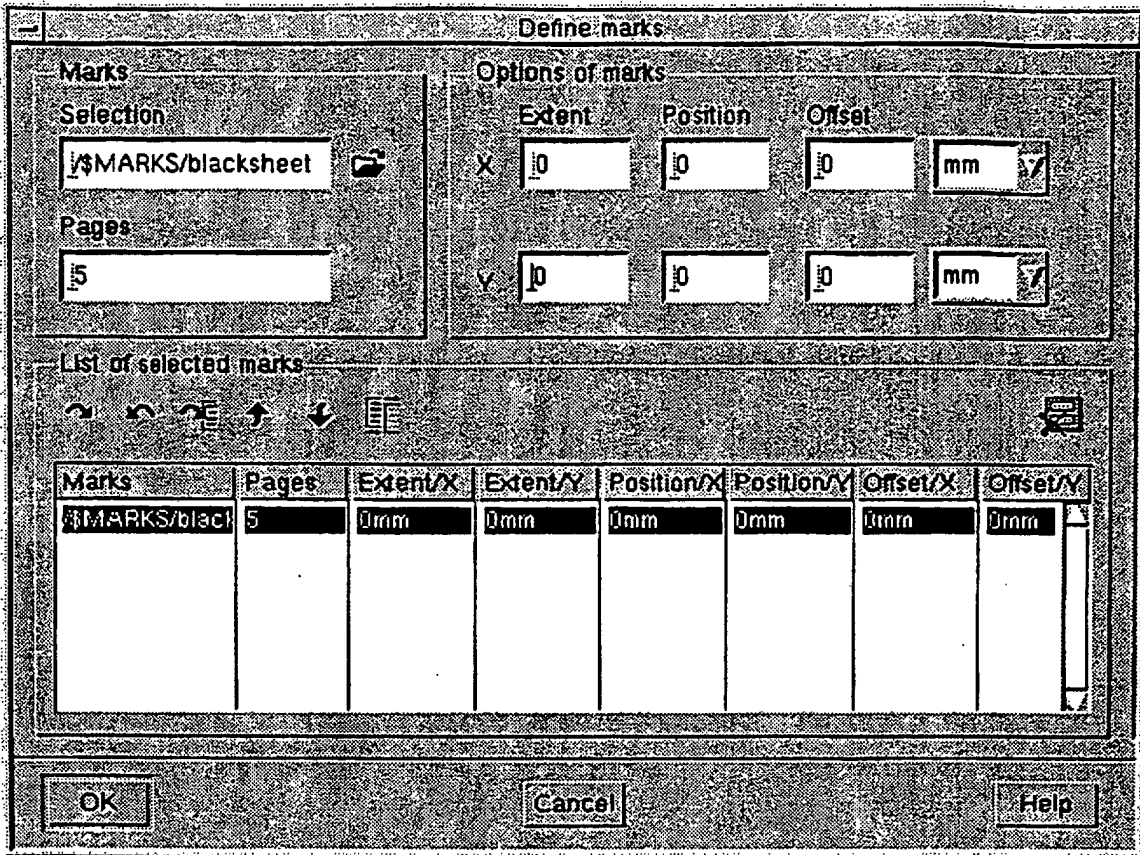 Define marks
Marks
Options of marks
Selection
Extent Position Offset
/$MARKS/blacksheet
X 0 0 0 mm
Pages
5
Y 0 0 0 mm
List of selected marks
Marks Pages Extent/X Extent/Y Position/X Position/Y Offset/X Offset/Y
/$MARKS/black 5 0mm 0mm 0mm 0mm 0mm 0mm
OK Cancel Help